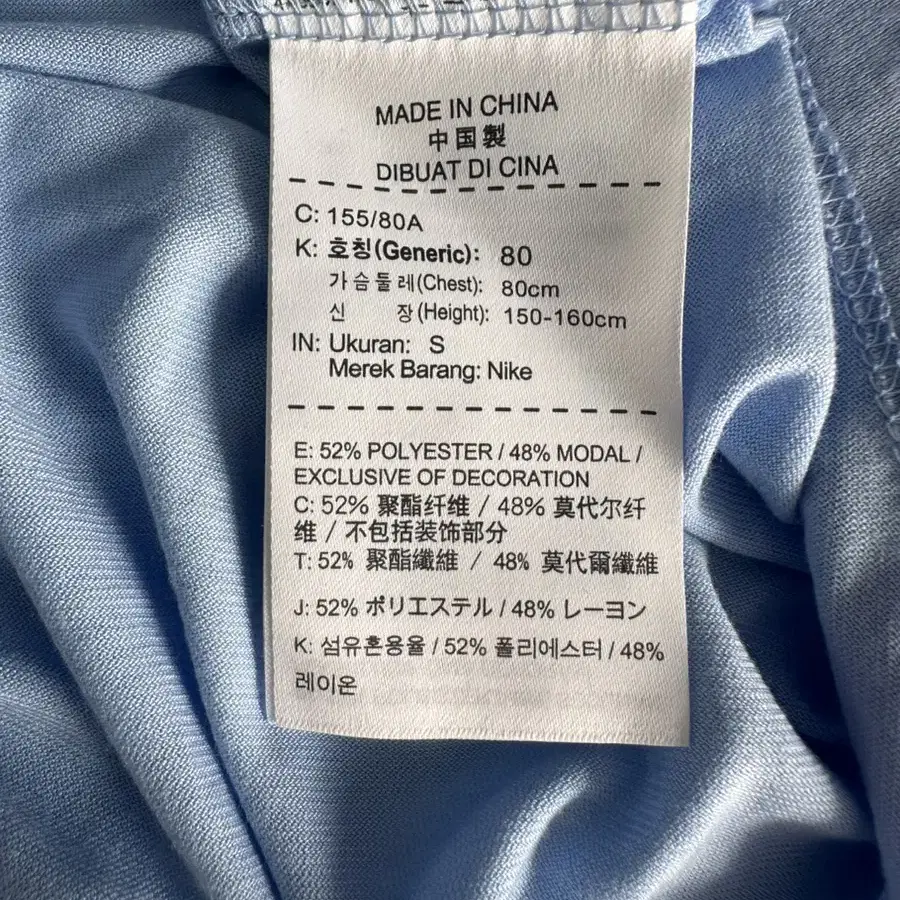 MADE IN CHINA
中国製
DIBUAT DI CINA
C: 155/80A
K: 호칭(Generic): 80
가슴둘레(Chest): 80cm
신 장(Height): 150-160cm
IN: Ukuran: S
Merek Barang: Nike
E: 52% POLYESTER / 48% MODAL /
EXCLUSIVE OF DECORATION
C: 52% 聚酯纤维 / 48% 莫代尔纤
维 / 不包括装饰部分
T: 52% 聚酯纖維 / 48% 莫代爾纖維
J: 52% ポリエステル / 48% レーヨン
K: 섬유혼용율 / 52% 폴리에스터 / 48%
레이온